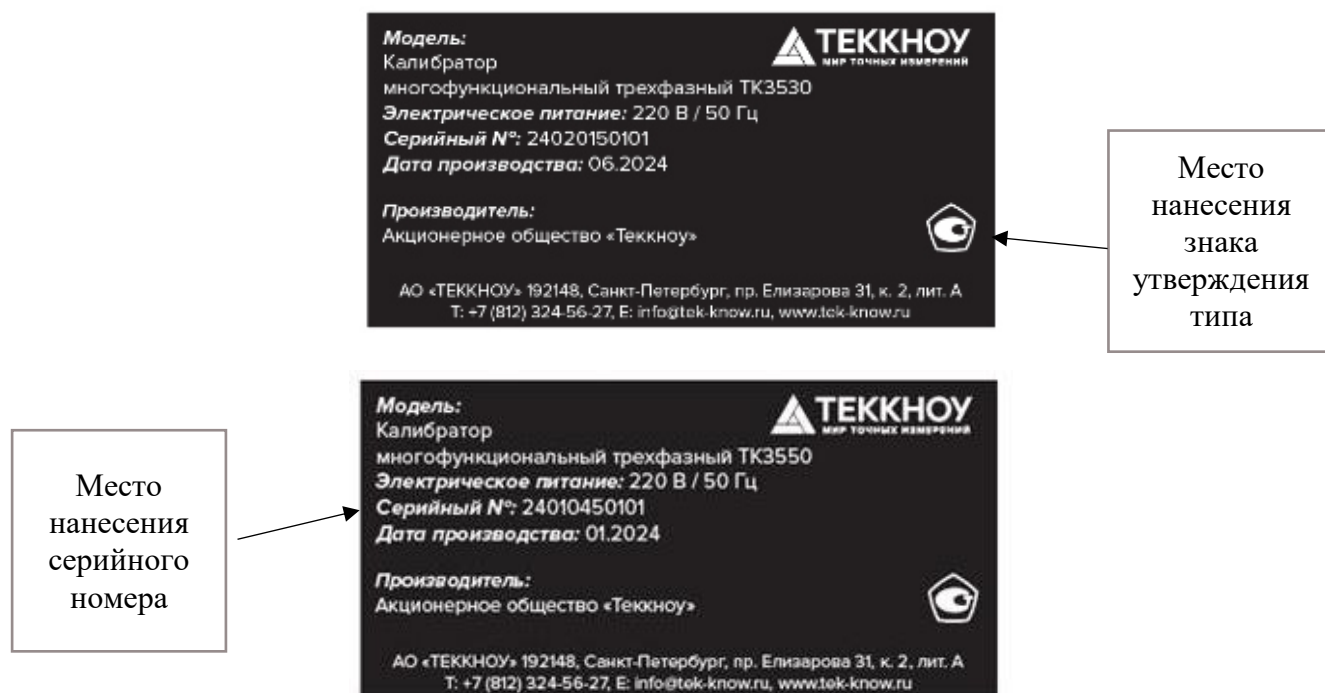 Модель:
ТЕККНОУ
МИР ТОЧНЫХ ИЗМЕРЕНИЙ
Калибратор
многофункциональный трехфазный ТК3530
Электрическое питание: 220 В / 50 Гц
Серийный №: 24020150101
Дата производства: 06.2024
Производитель:
Акционерное общество «Теккноу»
АО «ТЕККНОУ» 192148, Санкт-Петербург, пр. Елизарова 31, к. 2, лит. А
Т: +7 (812) 324-56-27, E: info@tek-know.ru, www.tek-know.ru
Место
нанесения
знака
утверждения
типа
Место
нанесения
серийного
номера
Модель:
ТЕККНОУ
МИР ТОЧНЫХ ИЗМЕРЕНИЙ
Калибратор
многофункциональный трехфазный ТК3550
Электрическое питание: 220 В / 50 Гц
Серийный №: 24010450101
Дата производства: 01.2024
Производитель:
Акционерное общество «Теккноу»
АО «ТЕККНОУ» 192148, Санкт-Петербург, пр. Елизарова 31, к. 2, лит. А
Т: +7 (812) 324-56-27, E: info@tek-know.ru, www.tek-know.ru